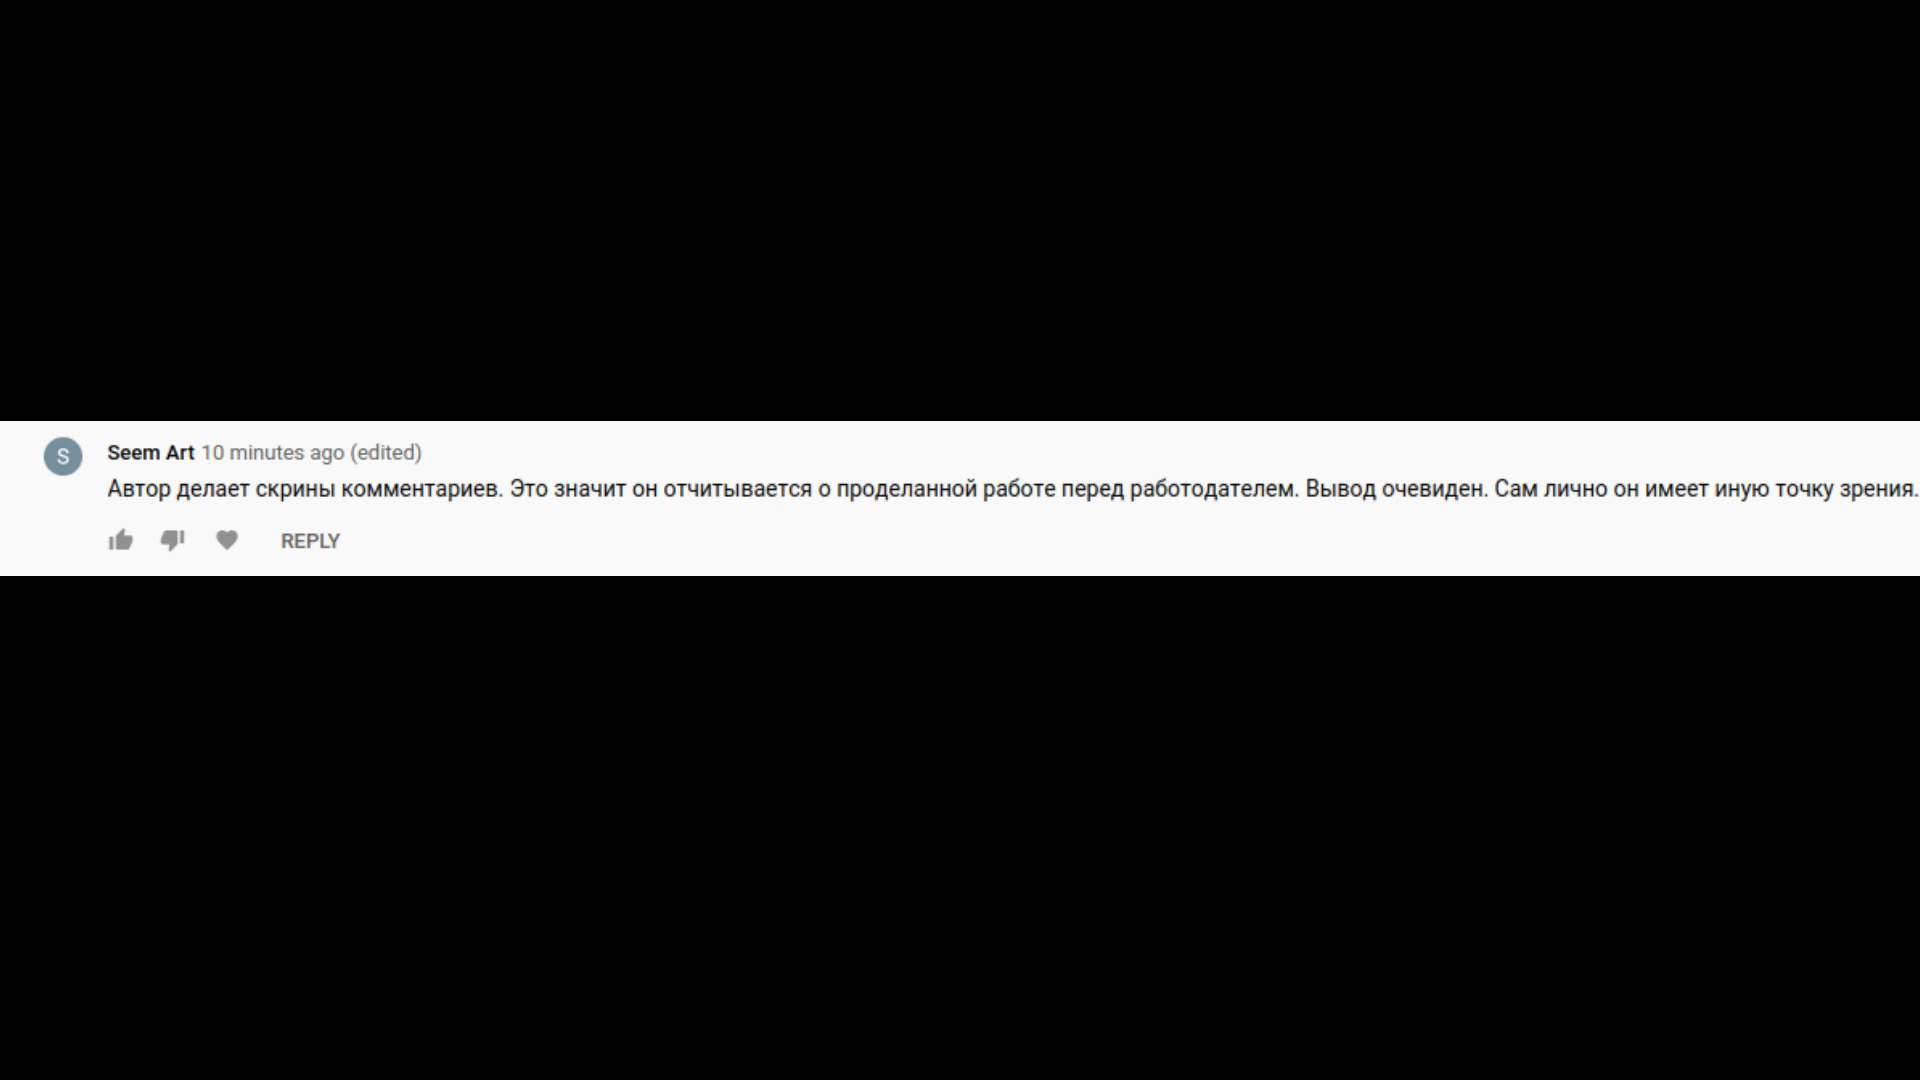 S
Seem Art 10 minutes ago (edited)
Автор делает скрины комментариев. Это значит он отчитывается о проделанной работе перед работодателем. Вывод очевиден. Сам лично он имеет иную точку зрения.
REPLY